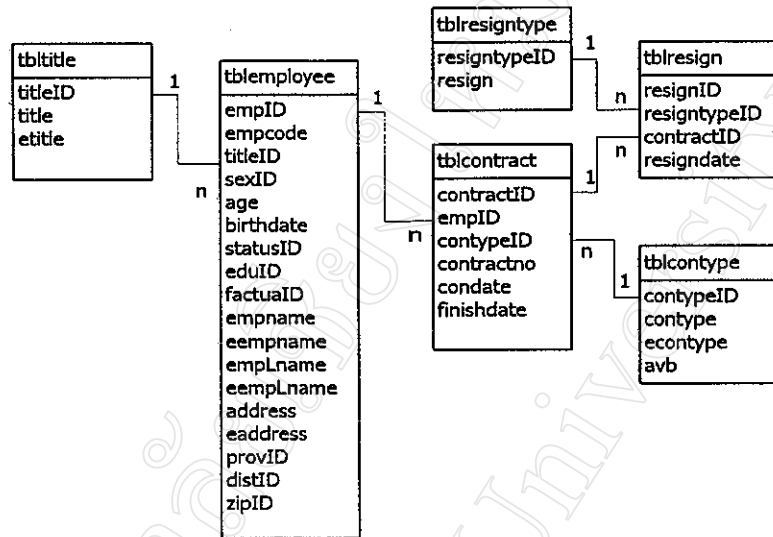 tbltitle
titleID
title
etitle
1
n
tblemployee
empID
empcode
titleID
sexID
age
birthdate
statusID
eduID
factuaID
empname
eempname
empLname
eempLname
address
eaddress
provID
distID
zipID
1
n
tblresigntype
resigntypeID
resign
1
n
tblcontract
contractID
empID
contypeID
contractno
condate
finishdate
1
n
n
1
tblresign
resignID
resigntypeID
contractID
resigndate
tblcontype
contypeID
contype
econtype
avb